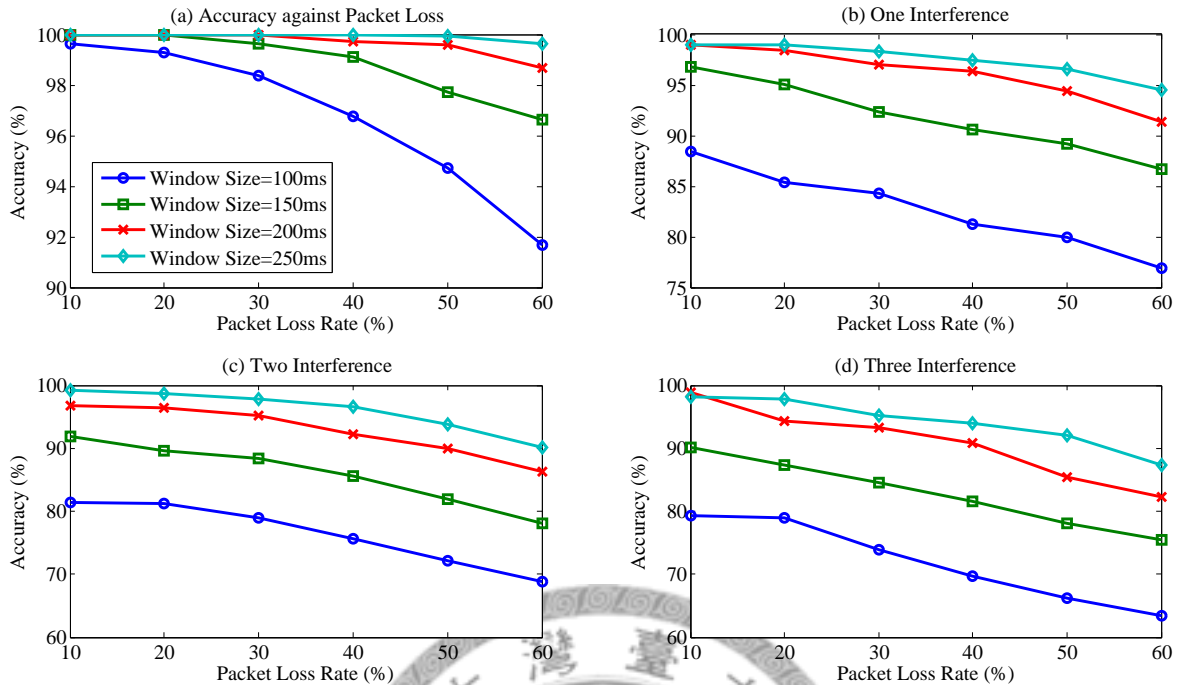 (a) Accuracy against Packet Loss
100
98
96
94
92
90
Accuracy (%)
Window Size=100ms
Window Size=150ms
Window Size=200ms
Window Size=250ms
10 20 30 40 50 60
Packet Loss Rate (%)
(b) One Interference
100
95
90
85
80
75
Accuracy (%)
10 20 30 40 50 60
Packet Loss Rate (%)
(c) Two Interference
100
90
80
70
60
Accuracy (%)
10 20 30 40 50 60
Packet Loss Rate (%)
(d) Three Interference
100
90
80
70
60
Accuracy (%)
10 20 30 40 50 60
Packet Loss Rate (%)
灣 臺